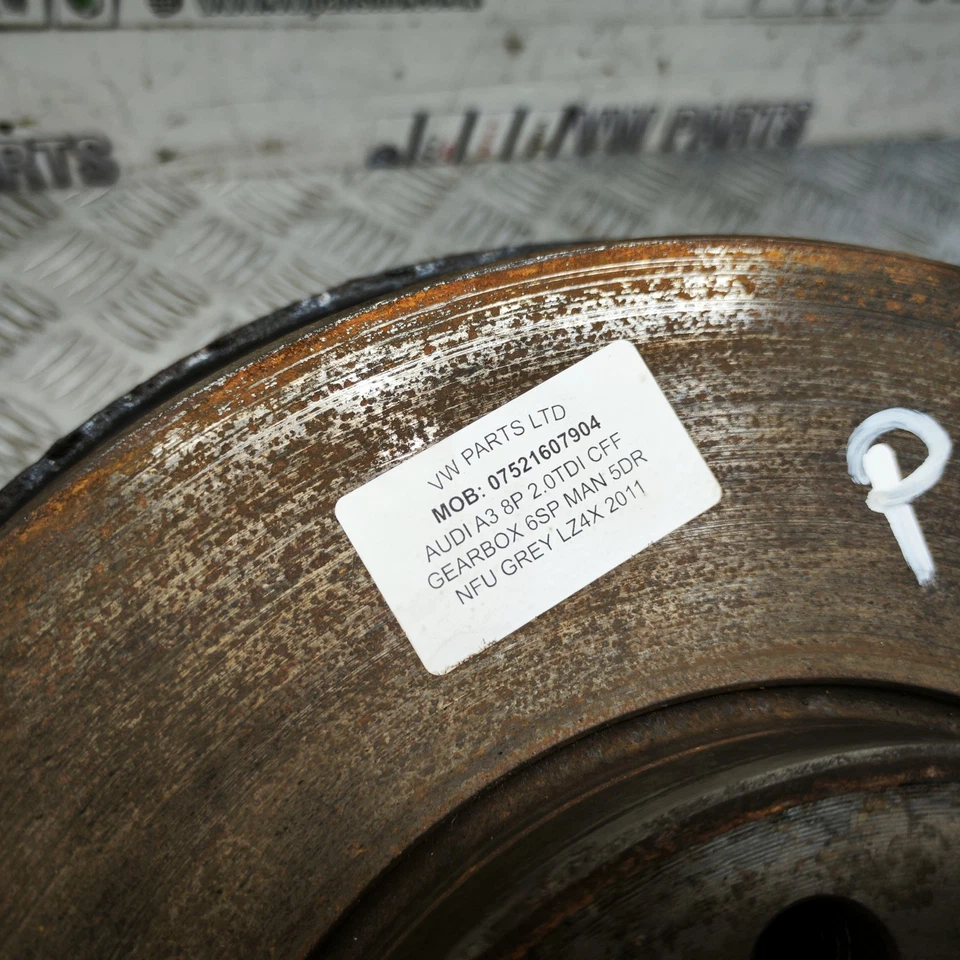 VW PARTS
ARTS
VW PARTS LTD
MOB: 07521607904
AUDI A3 8P 2.0TDI CFF
GEARBOX 6SP MAN 5DR
NFU GREY LZ4X 2011
P